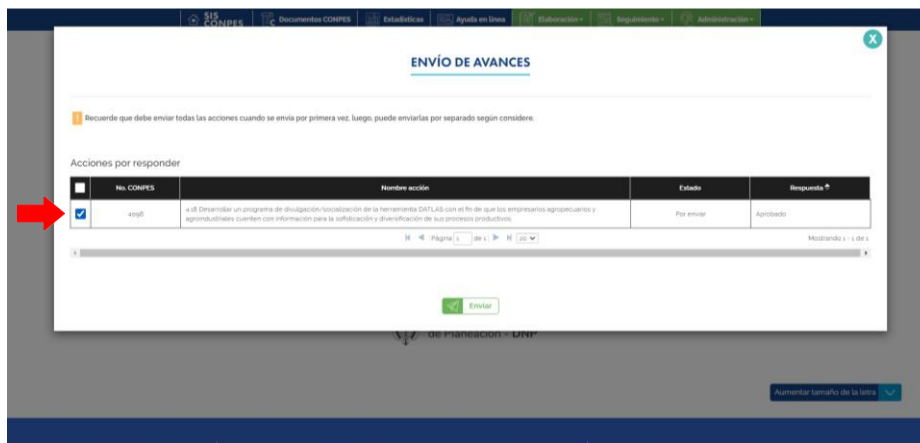 SIS CONPES Documentos CONPES Estadísticas Ayuda en línea Elaboración Seguimiento Administración
X
ENVÍO DE AVANCES
! Recuerde que debe enviar todas las acciones cuando se envía por primera vez, luego, puede enviarlas por separado según considere.
Acciones por responder
No. CONPES Nombre acción Estado Respuesta
4098 4.18 Desarrollar un programa de divulgación/socialización de la herramienta DATLAS con el fin de que los empresarios agropecuarios y
agroindustriales cuenten con información para la sofisticación y diversificación de sus procesos productivos. Por enviar Aprobado
Página 1 de 1 20 Mostrando 1 - 1 de 1
Enviar
de Planeación - DNP
Aumentar tamaño de la letra